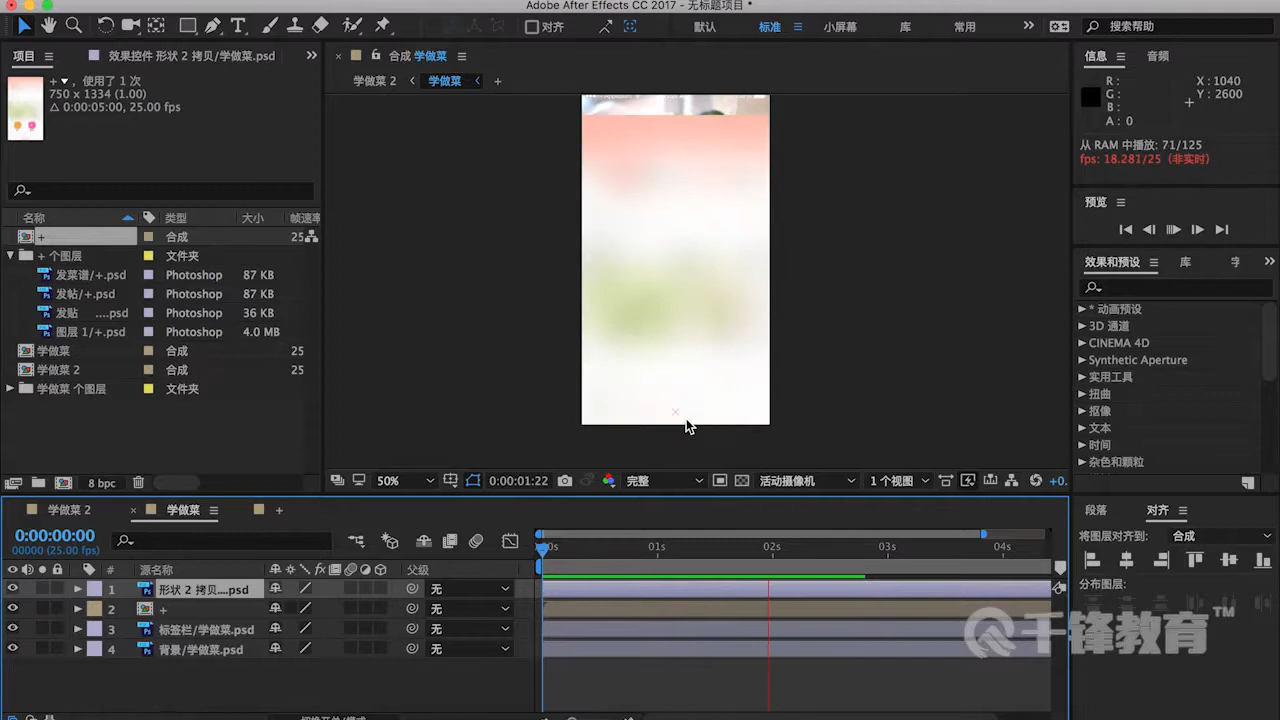 Adobe After Effects CC 2017 - 无标题项目 *
对齐 默认 标准 小屏幕 库 常用 搜索帮助
项目 效果控件 形状 2 拷贝/学做菜.psd
合成 学做菜
信息 音频
+ , 使用了 1 次
750 x 1334 (1.00)
△ 0:00:05:00, 25.00 fps
学做菜 2 学做菜
R :
G :
B :
A : 0
X : 1040
Y : 2600
从 RAM 中播放: 71/125
fps: 18.281/25 (非实时)
预览
名称 类型 大小 帧速率
+ 合成 25
+ 个图层 文件夹
发菜谱/+.psd Photoshop 87 KB
发帖/+.psd Photoshop 87 KB
发贴 ....psd Photoshop 36 KB
图层 1/+.psd Photoshop 4.0 MB
学做菜 合成 25
学做菜 2 合成 25
学做菜 个图层 文件夹
效果和预设 库 字
* 动画预设
3D 通道
CINEMA 4D
Synthetic Aperture
实用工具
扭曲
抠像
文本
时间
杂色和颗粒
8 bpc
50% 0:00:01:22 完整 活动摄像机 1 个视图 +0.
学做菜 2 学做菜
段落 对齐
0:00:00:00
00000 (25.00 fps)
将图层对齐到: 合成
分布图层:
:00s 01s 02s 03s 04s
源名称 父级
1 形状 2 拷贝....psd 无
2 + 无
3 标签栏/学做菜.psd 无
4 背景/学做菜.psd 无
千锋教育™
切换开关/模式